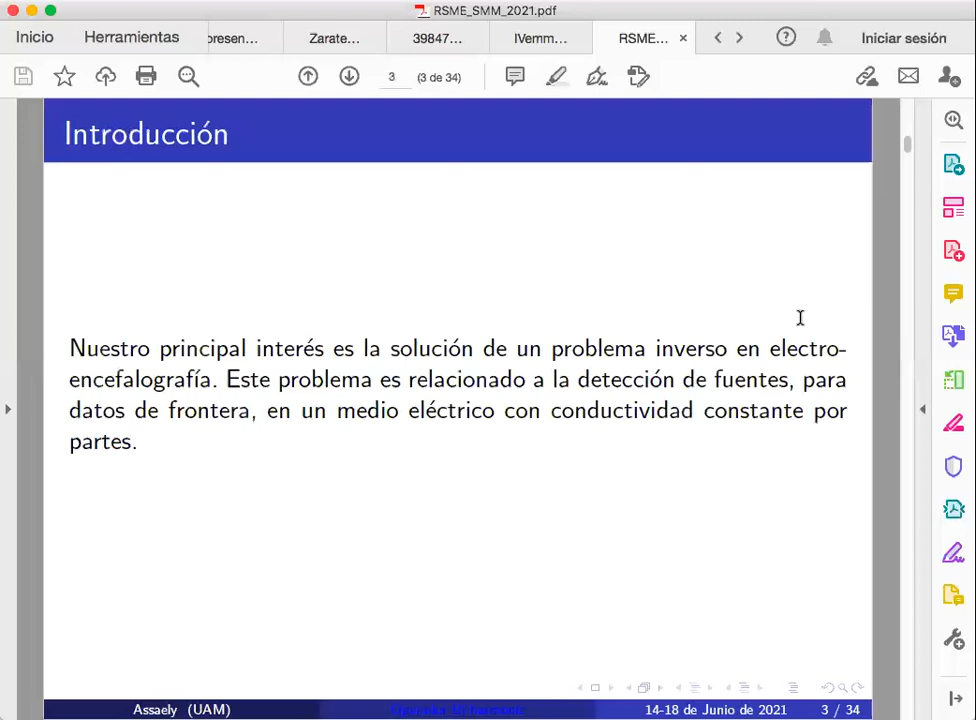 RSME_SMM_2021.pdf
Inicio Herramientas presen... Zarate... 39847... IVemm... RSME... × Iniciar sesión
3 (3 de 34)
Introducción
Nuestro principal interés es la solución de un problema inverso en electro-
encefalografía. Este problema es relacionado a la detección de fuentes, para
datos de frontera, en un medio eléctrico con conductividad constante por
partes.
Assaely (UAM) 14-18 de Junio de 2021 3 / 34